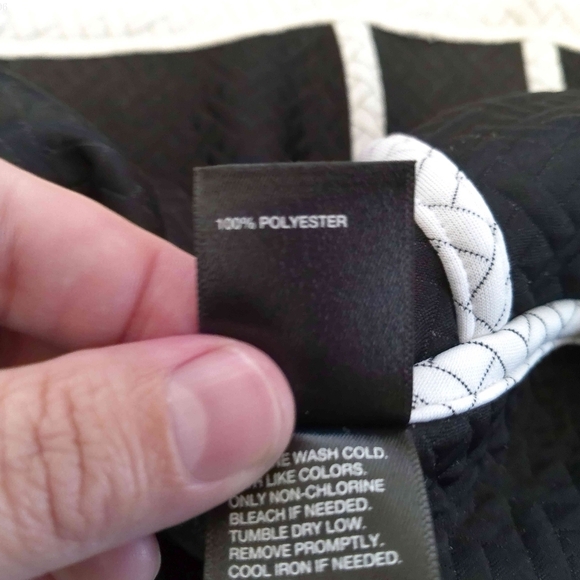 100% POLYESTER
WASH COLD.
LIKE COLORS.
ONLY NON-CHLORINE
BLEACH IF NEEDED.
TUMBLE DRY LOW.
REMOVE PROMPTLY.
COOL IRON IF NEEDED.